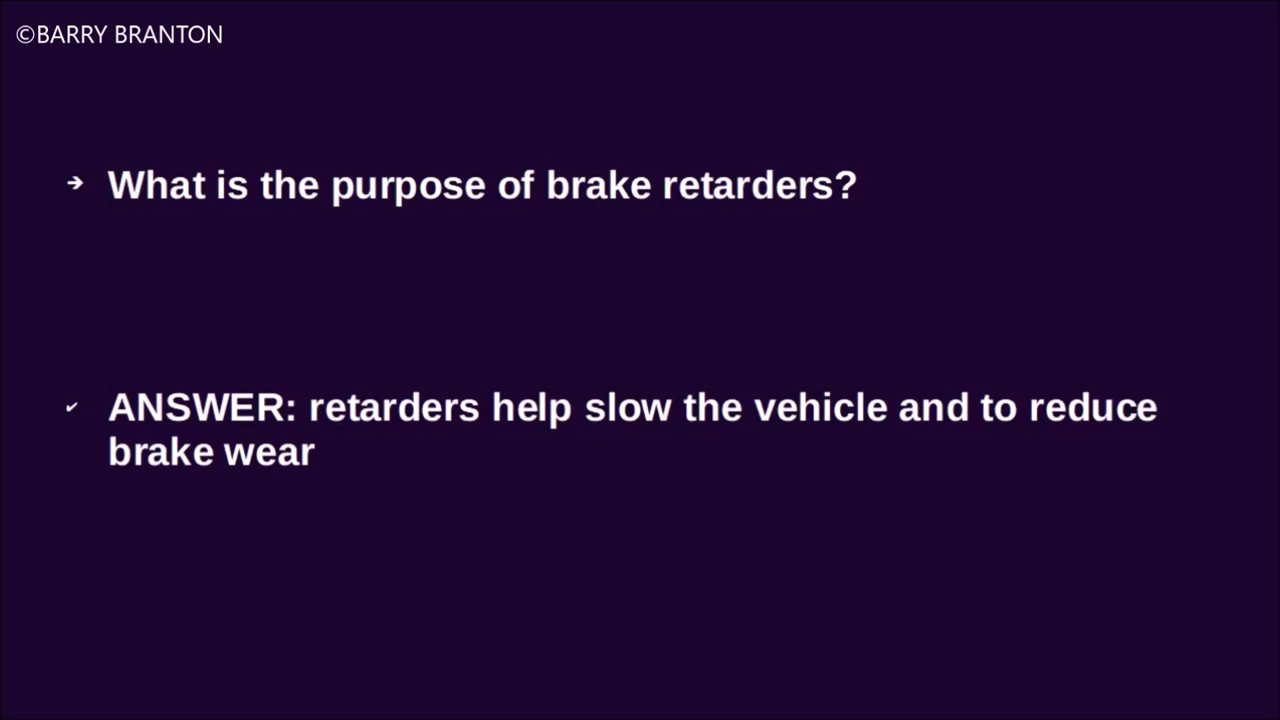 ©BARRY BRANTON
➔ What is the purpose of brake retarders?
✔ ANSWER: retarders help slow the vehicle and to reduce
brake wear